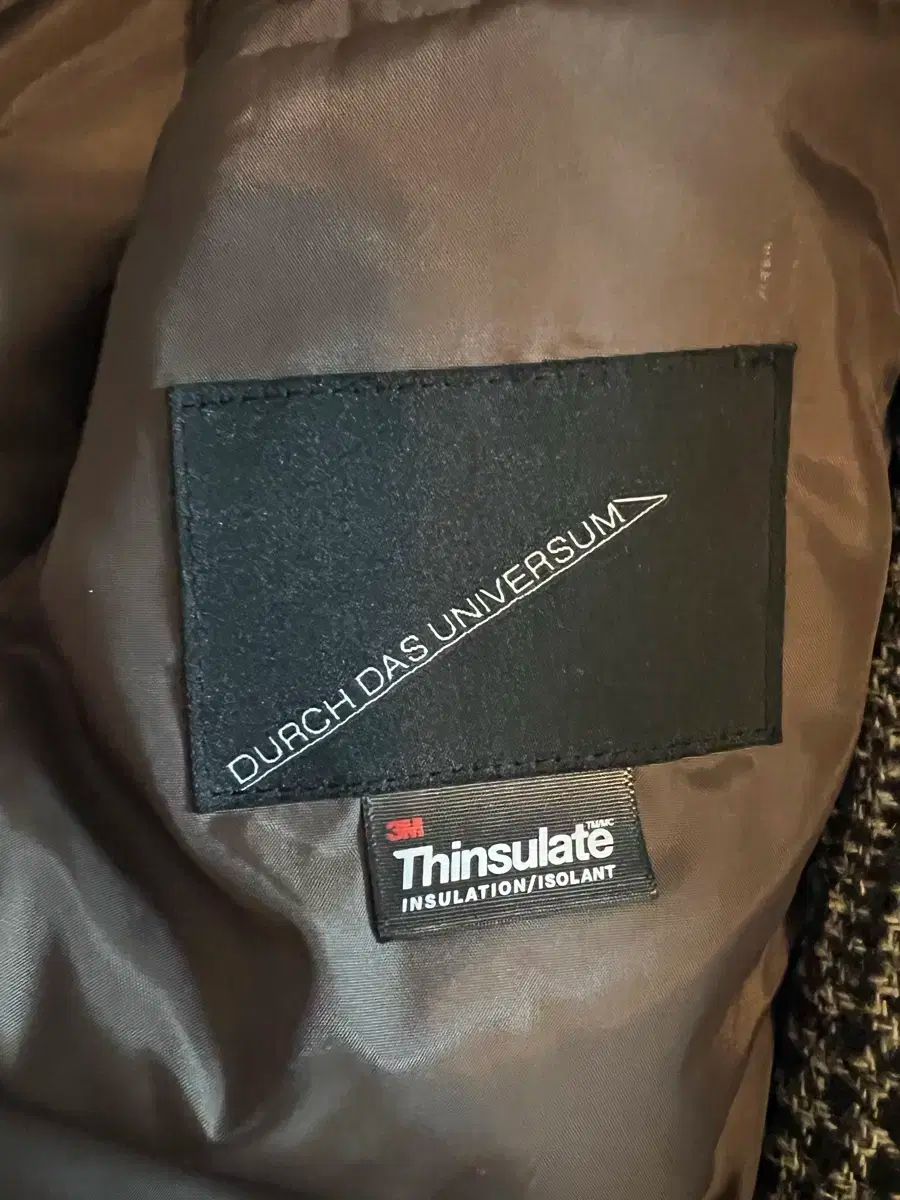 DURCH DAS UNIVERSUM
3M
Thinsulate TM/MC
INSULATION/ISOLANT